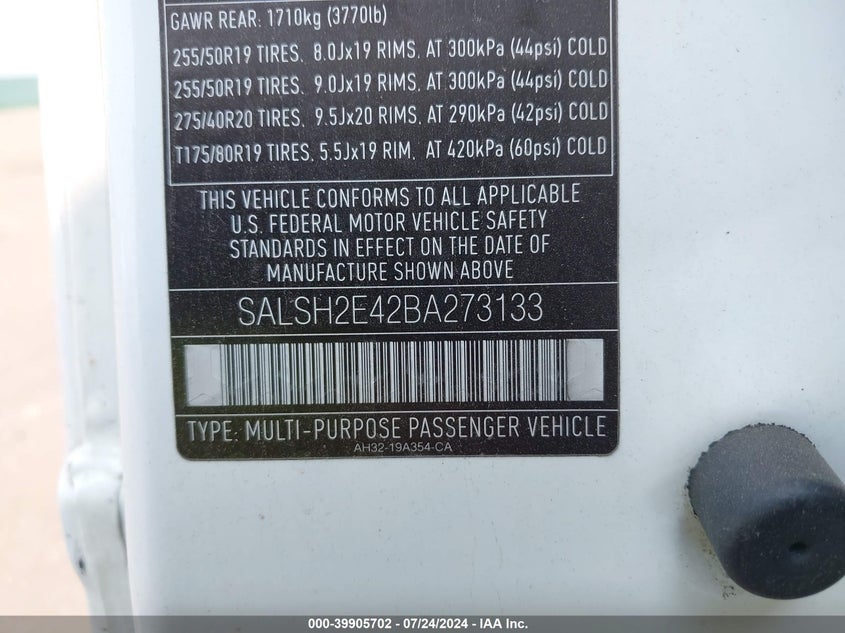 GAWR REAR: 1710kg (3770lb)
255/50R19 TIRES. 8.0Jx19 RIMS. AT 300kPa (44psi) COLD
255/50R19 TIRES. 9.0Jx19 RIMS. AT 300kPa (44psi) COLD
275/40R20 TIRES. 9.5Jx20 RIMS. AT 290kPa (42psi) COLD
T175/80R19 TIRES. 5.5Jx19 RIM. AT 420kPa (60psi) COLD
THIS VEHICLE CONFORMS TO ALL APPLICABLE
U.S. FEDERAL MOTOR VEHICLE SAFETY
STANDARDS IN EFFECT ON THE DATE OF
MANUFACTURE SHOWN ABOVE
SALSH2E42BA273133
TYPE: MULTI-PURPOSE PASSENGER VEHICLE
AH32-19A354-CA
000-39905702 - 07/24/2024 - IAA Inc.